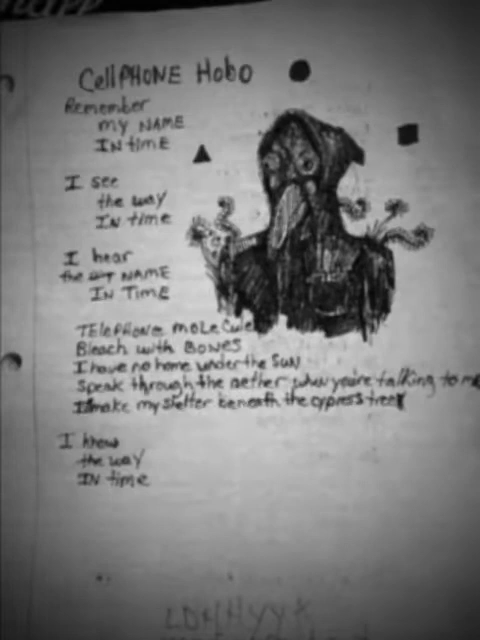 CellPHONE Hobo
Remember
my NAME
IN time
I see
the way
IN time
I hear
the NAME
IN TIME
TElePHONE moleCule
Bleach with BONES
I have no home under the SUN
Speak through the aether when you're talking to me
I make my shelter beneath the cypress tree
I know
the way
IN time